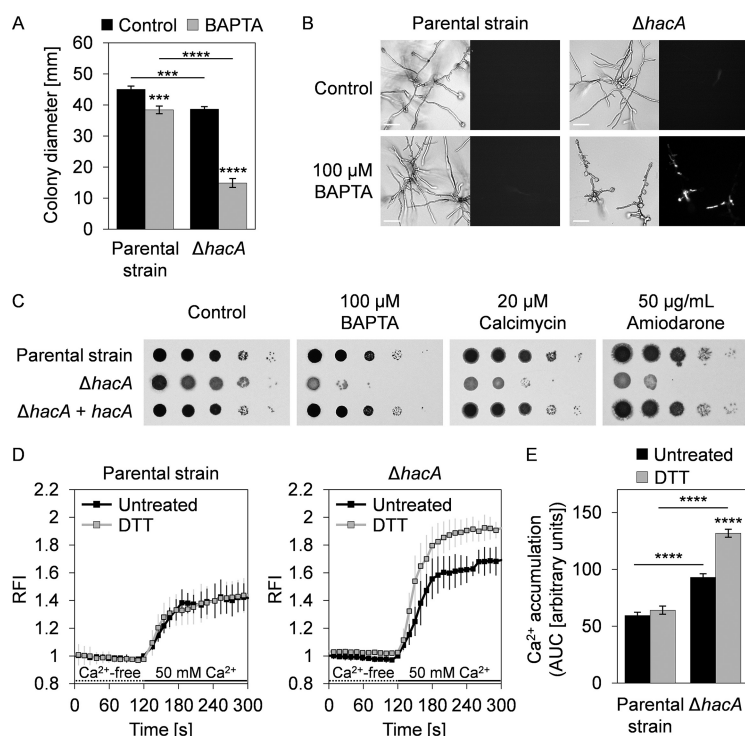 A
Control BAPTA
Colony diameter [mm]
60
50
40
30
20
10
0
****
***
***
****
Parental
strain
ΔhacA
B
Parental strain
ΔhacA
Control
100 µM
BAPTA
C
Control
100 µM
BAPTA
20 µM
Calcimycin
50 µg/mL
Amiodarone
Parental strain
ΔhacA
ΔhacA + hacA
D
Parental strain
RFI
2.2
2
1.8
1.6
1.4
1.2
1
0.8
Untreated
DTT
Ca²⁺-free
50 mM Ca²⁺
0 60 120 180 240 300
Time [s]
ΔhacA
RFI
2.2
2
1.8
1.6
1.4
1.2
1
0.8
Untreated
DTT
Ca²⁺-free
50 mM Ca²⁺
0 60 120 180 240 300
Time [s]
E
Untreated
DTT
Ca²⁺ accumulation
(AUC [arbitrary units])
150
100
50
0
****
****
****
Parental
strain
ΔhacA